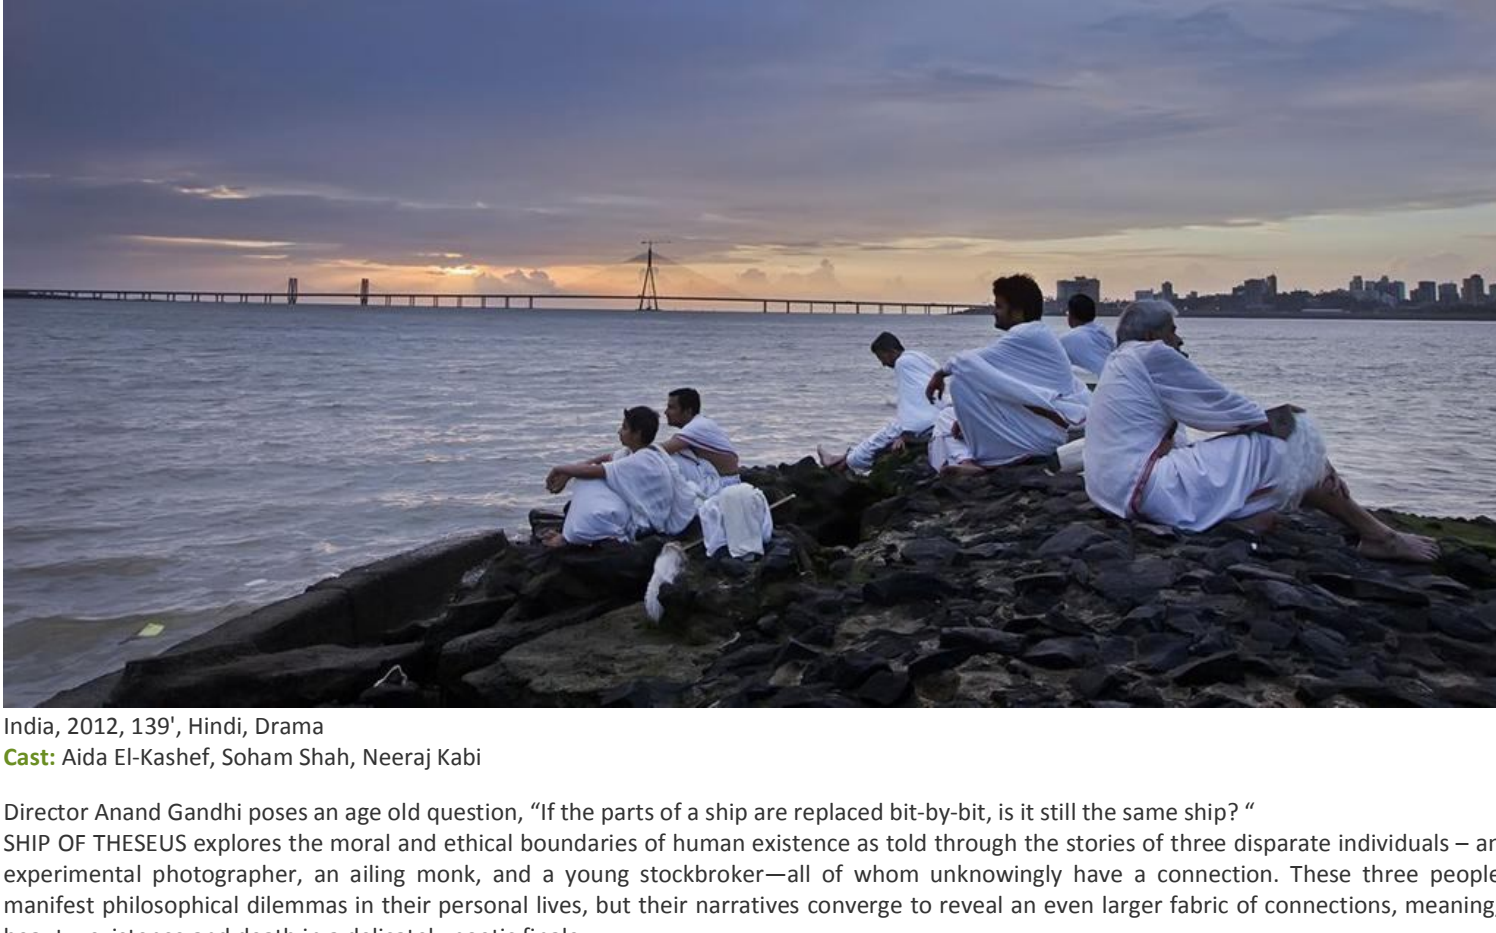 India, 2012, 139', Hindi, Drama
Cast: Aida El-Kashef, Soham Shah, Neeraj Kabi
Director Anand Gandhi poses an age old question, “If the parts of a ship are replaced bit-by-bit, is it still the same ship? “
SHIP OF THESEUS explores the moral and ethical boundaries of human existence as told through the stories of three disparate individuals – an
experimental photographer, an ailing monk, and a young stockbroker—all of whom unknowingly have a connection. These three people
manifest philosophical dilemmas in their personal lives, but their narratives converge to reveal an even larger fabric of connections, meaning,